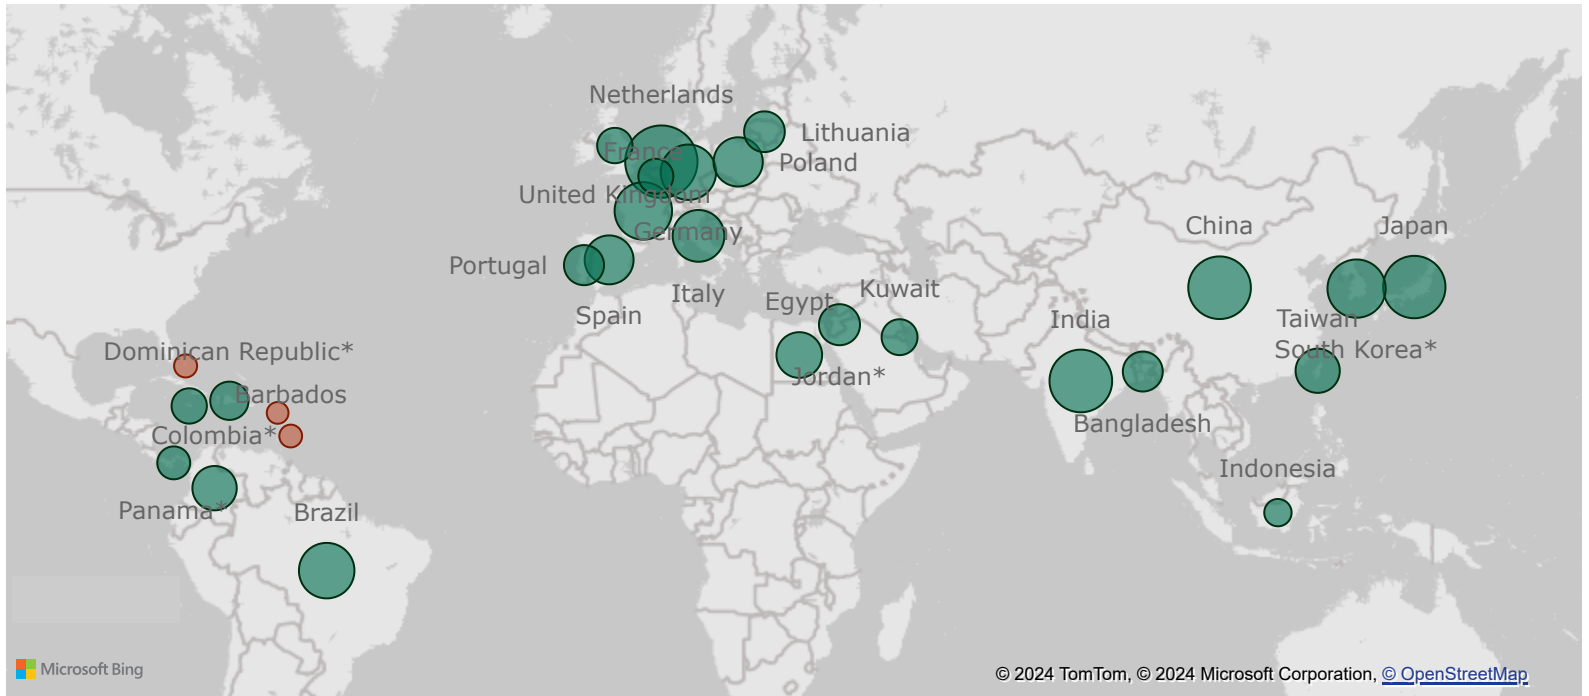 Netherlands
Lithuania
France
Poland
United Kingdom
China
Japan
Germany
Portugal
Italy
Kuwait
Egypt
Spain
India
Taiwan
Dominican Republic*
South Korea*
Jordan*
Barbados
Bangladesh
Colombia*
Indonesia
Panama*
Brazil
Microsoft Bing
© 2024 TomTom, © 2024 Microsoft Corporation, © OpenStreetMap